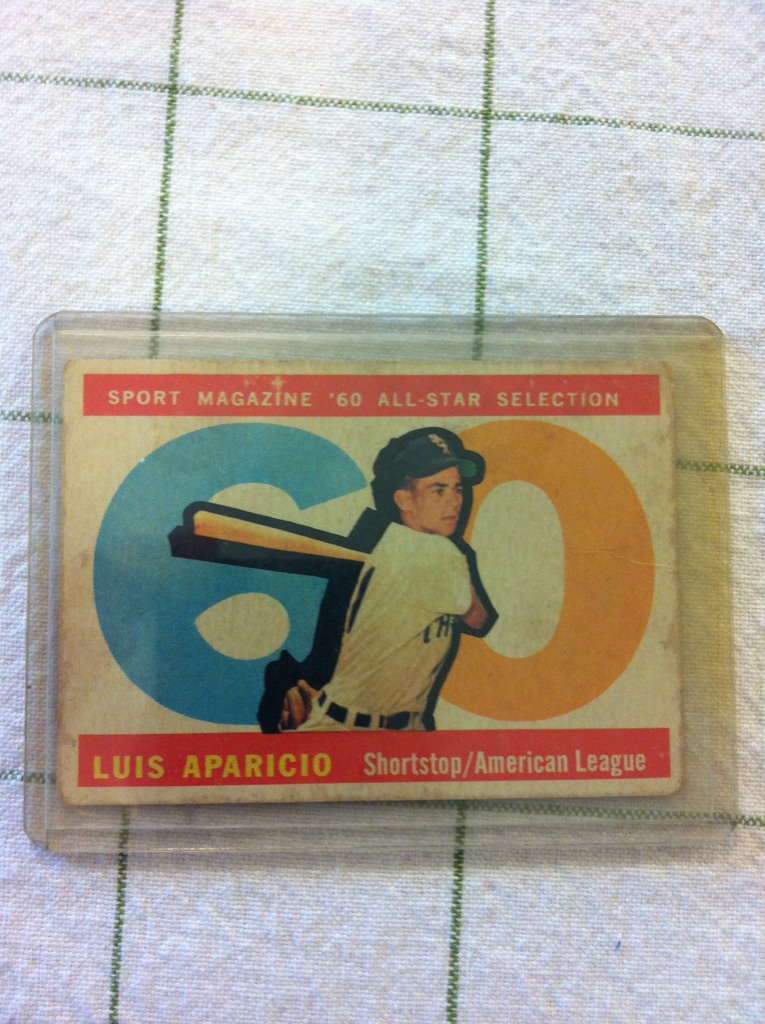 SPORT MAGAZINE '60 ALL-STAR SELECTION
60
LUIS APARICIO Shortstop/American League